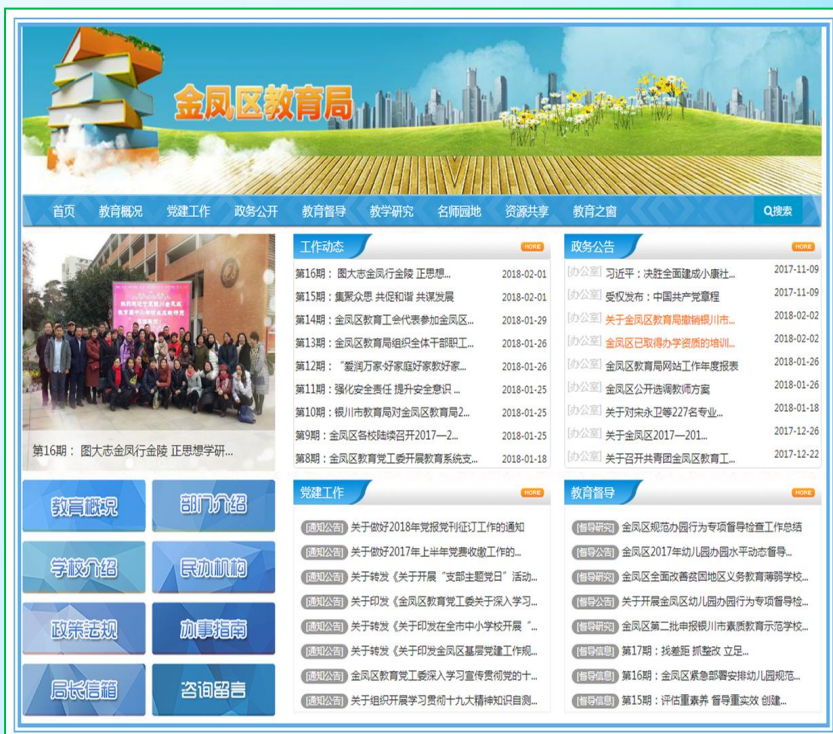 金凤区教育局
首页 教育概况 党建工作 政务公开 教育督导 教学研究 名师园地 资源共享 教育之窗 搜索
第16期： 图大志金凤行金陵 正思想学研...
工作动态 MORE
第16期： 图大志金凤行金陵 正思想... 2018-02-01
第15期：集聚众思 共促和谐 共谋发展 2018-02-01
第14期：金凤区教育工会代表参加金凤区... 2018-01-29
第13期：金凤区教育局组织全体干部职工... 2018-01-26
第12期： “爱润万家·好家庭好家教好家... 2018-01-26
第11期：强化安全责任 提升安全意识 ... 2018-01-25
第10期：银川市教育局对金凤区教育局2... 2018-01-25
第9期：金凤区各校陆续召开2017—2... 2018-01-25
第8期：金凤区教育党工委开展教育系统支... 2018-01-18
政务公告 MORE
[办公室] 习近平：决胜全面建成小康社... 2017-11-09
[办公室] 受权发布：中国共产党章程 2017-11-09
[办公室] 关于金凤区教育局撤销银川市... 2018-02-02
[办公室] 金凤区已取得办学资质的培训... 2018-02-02
[办公室] 金凤区教育局网站工作年度报表 2018-01-26
[办公室] 金凤区公开选调教师方案 2018-01-26
[办公室] 关于对宋永卫等227名专业... 2018-01-18
[办公室] 关于金凤区2017—201... 2017-12-26
[办公室] 关于召开共青团金凤区教育工... 2017-12-22
教育概况 部门介绍
学校介绍 民办机构
政策法规 办事指南
局长信箱 咨询留言
党建工作 MORE
[通知公告] 关于做好2018年党报党刊征订工作的通知
[通知公告] 关于做好2017年上半年党费收缴工作的...
[通知公告] 关于转发《关于开展“支部主题党日”活动...
[通知公告] 关于印发《金凤区教育党工委关于深入学习...
[通知公告] 关于转发《关于印发在全市中小学校开展“...
[通知公告] 关于转发《关于印发金凤区基层党建工作规...
[通知公告] 金凤区教育党工委深入学习宣传贯彻党的十...
[通知公告] 关于组织开展学习贯彻十九大精神知识自测...
教育督导 MORE
[督导研究] 金凤区规范办园行为专项督导检查工作总结
[督导公告] 金凤区2017年幼儿园办园水平动态督导...
[督导研究] 金凤区全面改善贫困地区义务教育薄弱学校...
[督导公告] 关于开展金凤区幼儿园办园行为专项督导检...
[督导研究] 金凤区第二批申报银川市素质教育示范学校...
[督导信息] 第17期：找差距 抓整改 立足...
[督导信息] 第16期：金凤区紧急部署安排幼儿园规范...
[督导信息] 第15期：评估重素养 督导重实效 创建...